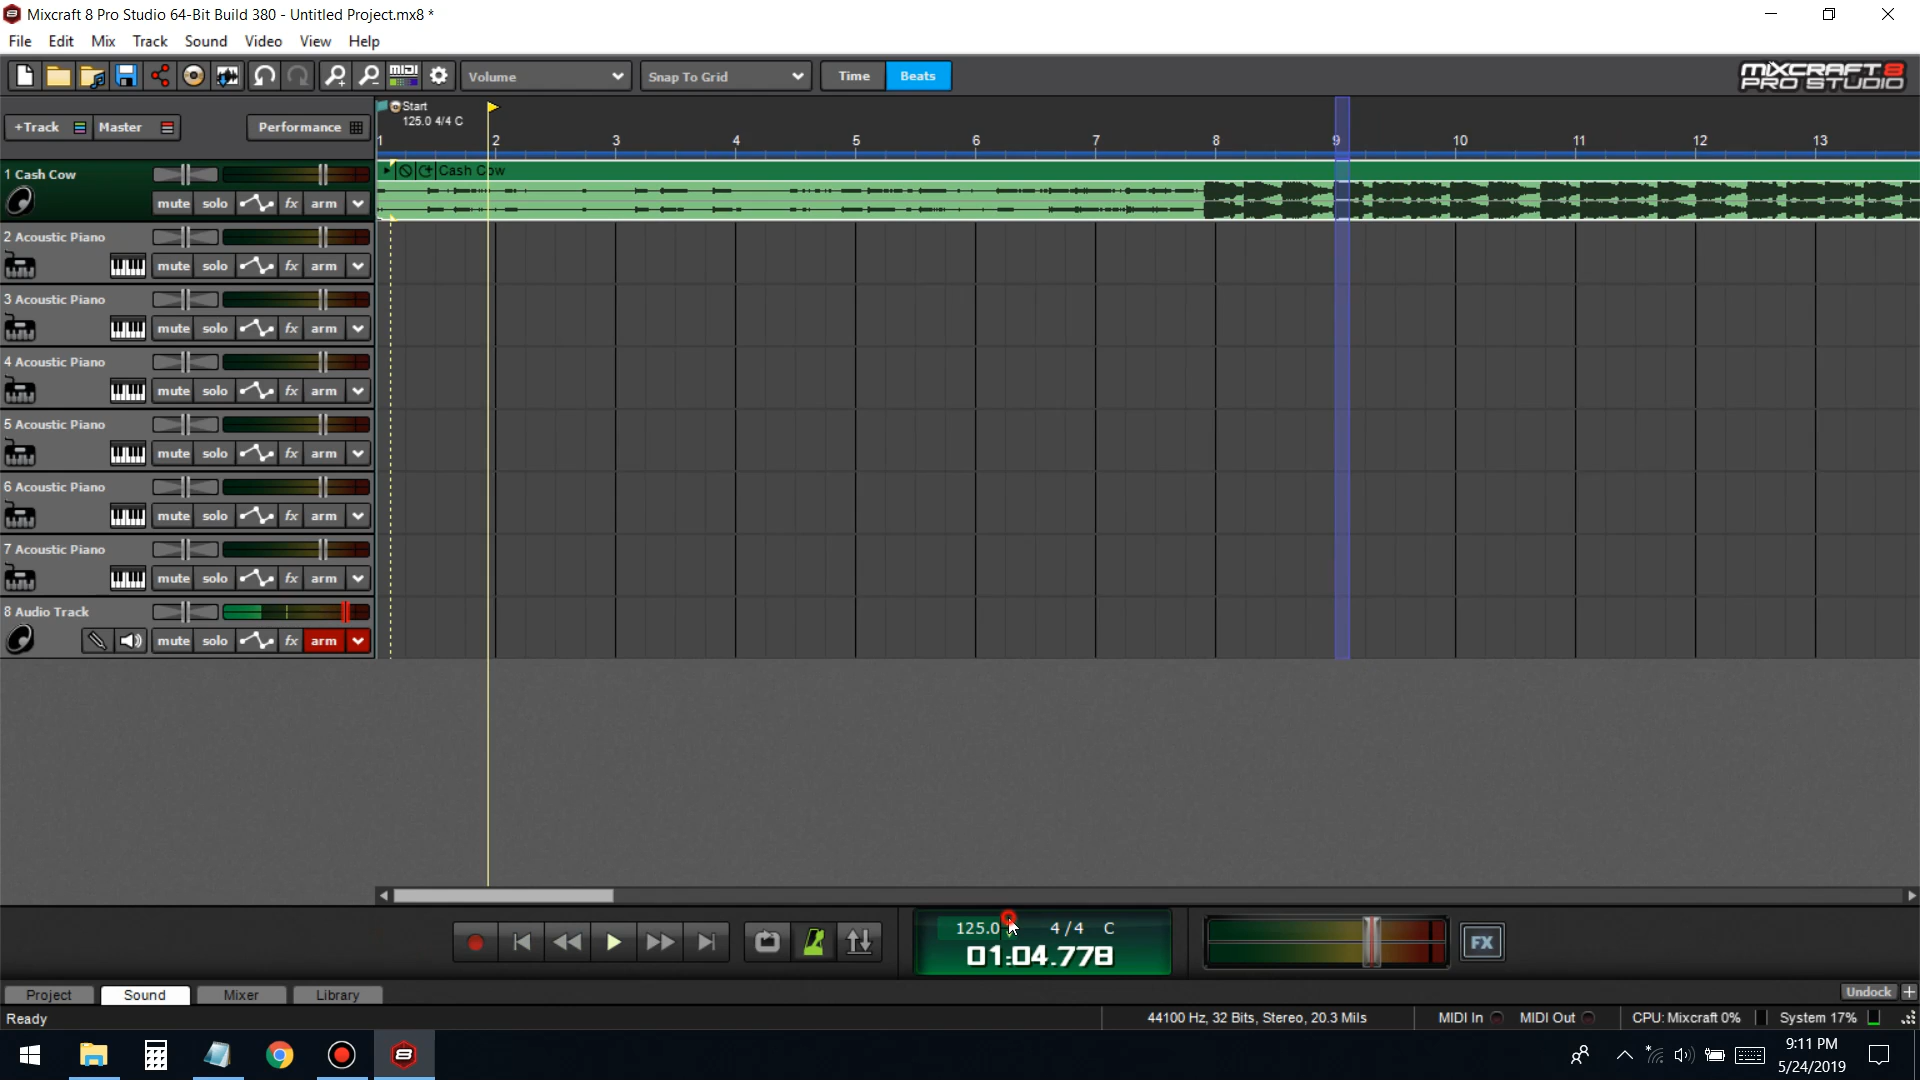 Mixcraft 8 Pro Studio 64-Bit Build 380 - Untitled Project.mx8 *
File Edit Mix Track Sound Video View Help
MIDI Volume Snap To Grid Time Beats MIXCRAFT 8 PRO STUDIO
+Track Master Performance
Start
125.0 4/4 C
1 2 3 4 5 6 7 8 9 10 11 12 13
1 Cash Cow
mute solo fx arm
Cash Cow
2 Acoustic Piano
mute solo fx arm
3 Acoustic Piano
mute solo fx arm
4 Acoustic Piano
mute solo fx arm
5 Acoustic Piano
mute solo fx arm
6 Acoustic Piano
mute solo fx arm
7 Acoustic Piano
mute solo fx arm
8 Audio Track
mute solo fx arm
125.0 4/4 C
01:04.778
FX
Project Sound Mixer Library Undock
Ready 44100 Hz, 32 Bits, Stereo, 20.3 Mils MIDI In MIDI Out CPU: Mixcraft 0% System 17%
9:11 PM
5/24/2019